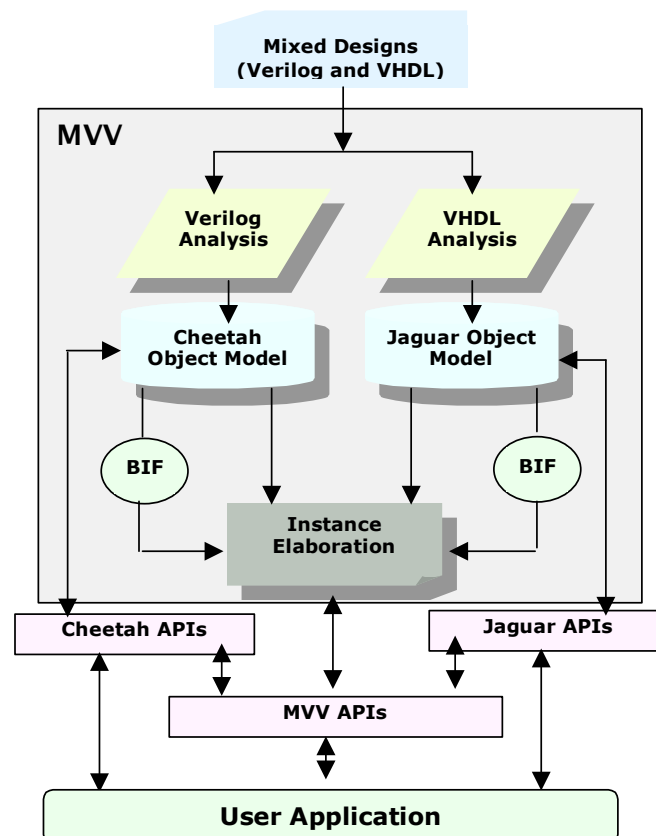 Mixed Designs
(Verilog and VHDL)
MVV
Verilog
Analysis
VHDL
Analysis
Cheetah
Object Model
Jaguar Object
Model
BIF
BIF
Instance
Elaboration
Cheetah APIs
Jaguar APIs
MVV APIs
User Application